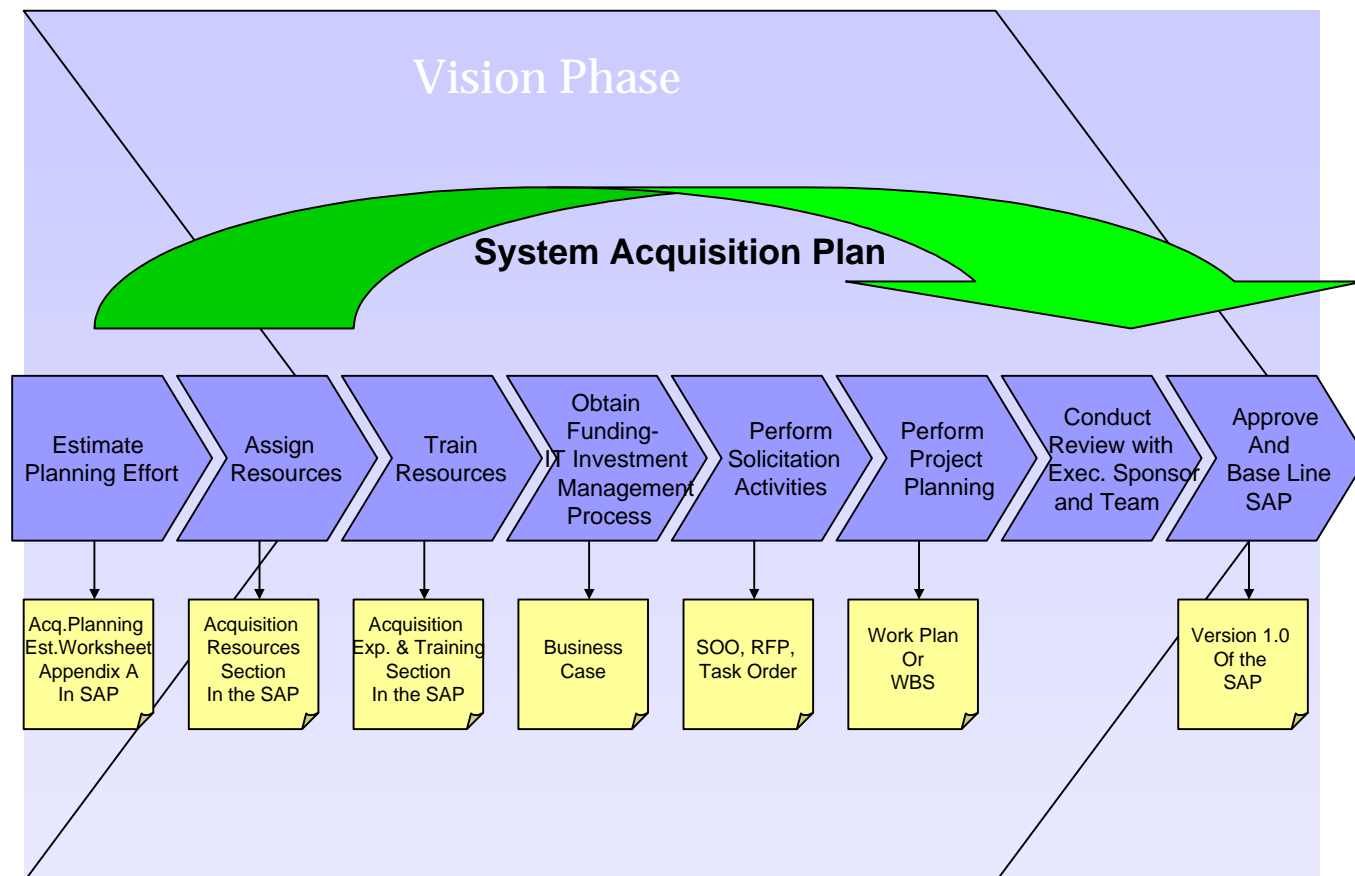 Vision Phase
System Acquisition Plan
Estimate
Planning Effort
Assign
Resources
Train
Resources
Obtain
Funding-
IT Investment
Management
Process
Perform
Solicitation
Activities
Perform
Project
Planning
Conduct
Review with
Exec. Sponsor
and Team
Approve
And
Base Line
SAP
Acq.Planning
Est.Worksheet
Appendix A
In SAP
Acquisition
Resources
Section
In the SAP
Acquisition
Exp. & Training
Section
In the SAP
Business
Case
SOO, RFP,
Task Order
Work Plan
Or
WBS
Version 1.0
Of the
SAP